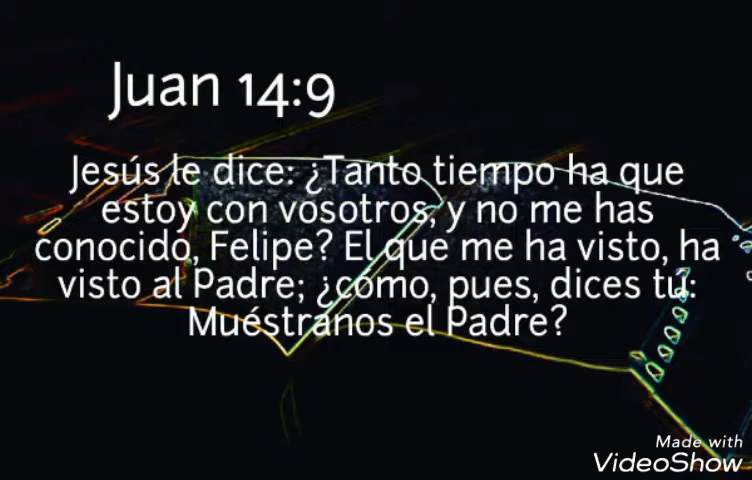 Juan 14:9
Jesús le dice: ¿Tanto tiempo ha que
estoy con vosotros, y no me has
conocido, Felipe? El que me ha visto, ha
visto al Padre; ¿cómo, pues, dices tú:
Muéstranos el Padre?
Made with
VideoShow